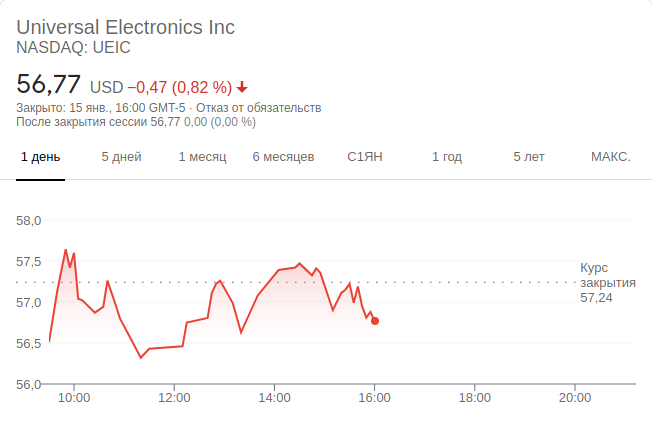 Universal Electronics Inc
NASDAQ: UEIC
56,77 USD −0,47 (0,82 %)
Закрыто: 15 янв., 16:00 GMT-5 · Отказ от обязательств
После закрытия сессии 56,77 0,00 (0,00 %)
1 день 5 дней 1 месяц 6 месяцев С1ЯН 1 год 5 лет МАКС.
58,0
57,5
Курс
закрытия
57,24
57,0
56,5
56,0
10:00 12:00 14:00 16:00 18:00 20:00